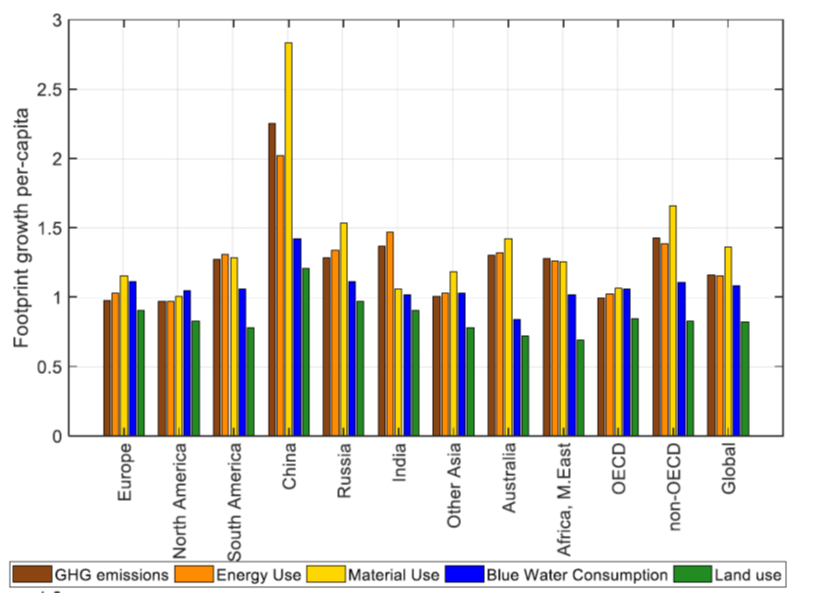 Footprint growth per-capita
3
2.5
2
1.5
1
0.5
0
Europe
North America
South America
China
Russia
India
Other Asia
Australia
Africa, M.East
OECD
non-OECD
Global
GHG emissions Energy Use Material Use Blue Water Consumption Land use